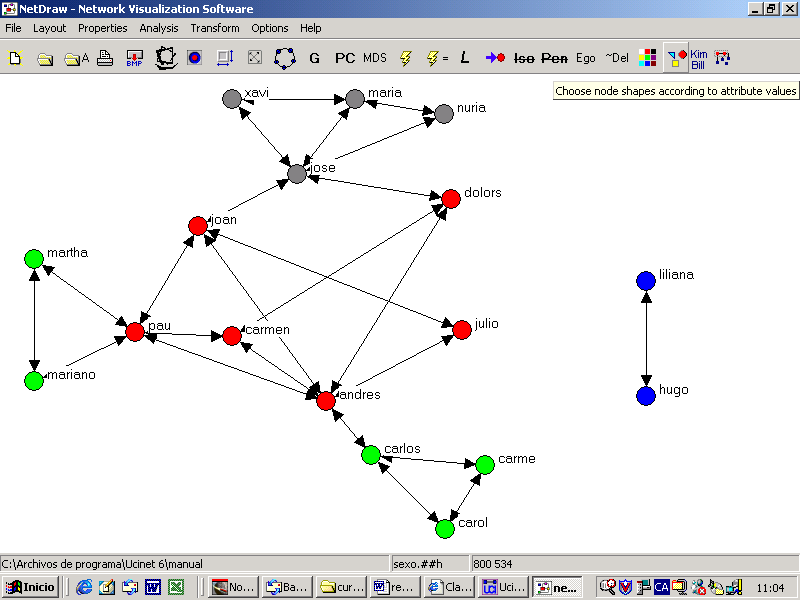 NetDraw - Network Visualization Software
File Layout Properties Analysis Transform Options Help
A BMP G PC MDS = L Iso Pen Ego ~Del Kim Bill
Choose node shapes according to attribute values
xavi
maria
nuria
jose
dolors
joan
martha
liliana
julio
pau
carmen
mariano
hugo
andres
carlos
carme
carol
C:\Archivos de programa\Ucinet 6\manual sexo.##h 800 534
Inicio No... Ba... cur... re... Cla... Uci... ne... CA 11:04